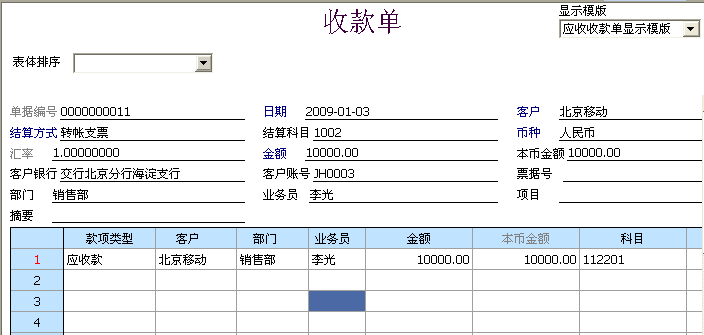 收款单
显示模版
应收收款单显示模版
表体排序
单据编号 0000000011 日期 2009-01-03 客户 北京移动
结算方式 转帐支票 结算科目 1002 币种 人民币
汇率 1.00000000 金额 10000.00 本币金额 10000.00
客户银行 交行北京分行海淀支行 客户账号 JH0003 票据号
部门 销售部 业务员 李光 项目
摘要
款项类型 客户 部门 业务员 金额 本币金额 科目
1 应收款 北京移动 销售部 李光 10000.00 10000.00 112201
2
3
4